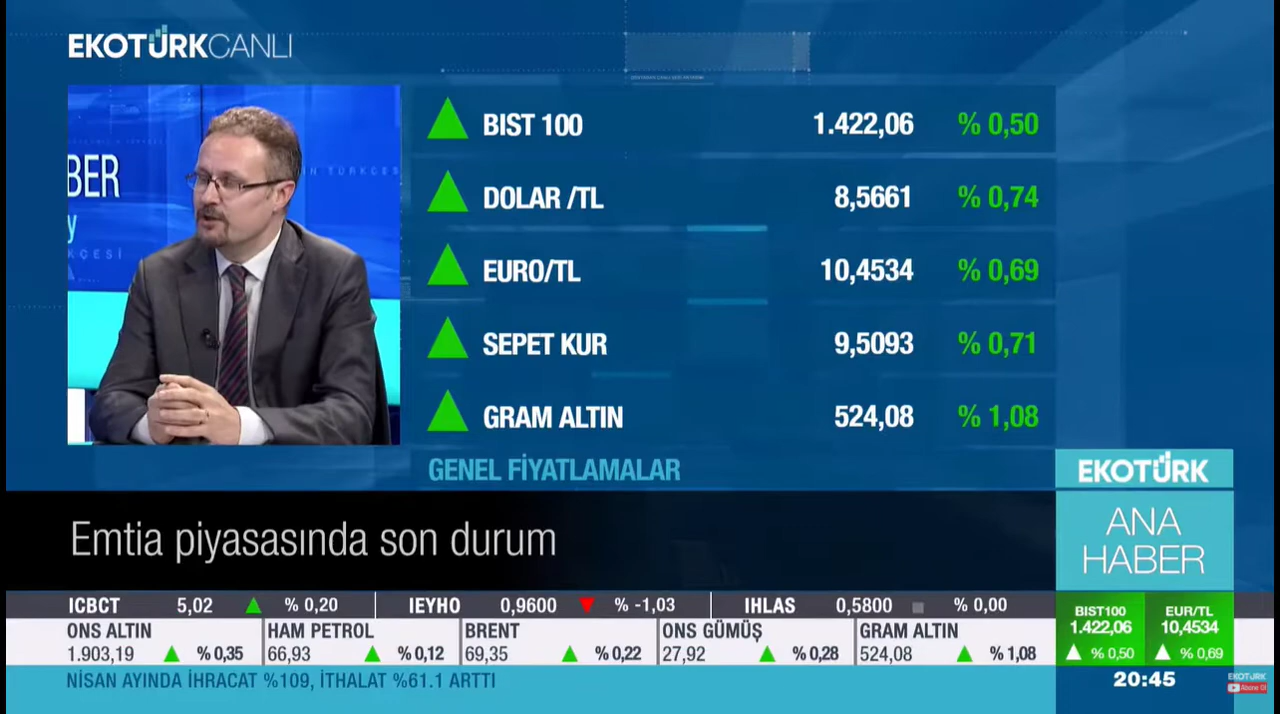 EKOTÜRK CANLI
BER
y
KÇESİ
N TÜRKÇES
BIST 100 1.422,06 % 0,50
DOLAR /TL 8,5661 % 0,74
EURO/TL 10,4534 % 0,69
SEPET KUR 9,5093 % 0,71
GRAM ALTIN 524,08 % 1,08
GENEL FİYATLAMALAR
EKOTÜRK
ANA
HABER
Emtia piyasasında son durum
ICBCT 5,02 % 0,20 IEYHO 0,9600 % -1,03 IHLAS 0,5800 % 0,00
ONS ALTIN HAM PETROL BRENT ONS GÜMÜŞ GRAM ALTIN
1.903,19 % 0,35 66,93 % 0,12 69,35 % 0,22 27,92 % 0,28 524,08 % 1,08
BIST100 EUR/TL
1.422,06 10,4534
% 0,50 % 0,69
NİSAN AYINDA İHRACAT %109, İTHALAT %61.1 ARTTI
20:45
EKOTÜRK
Abone Ol